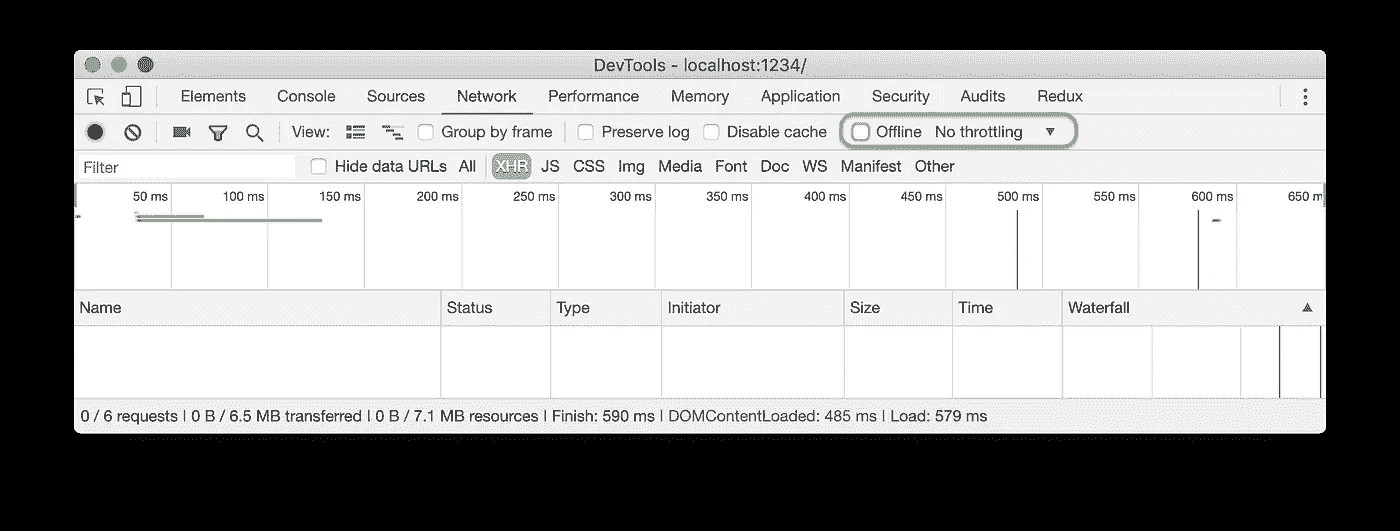 DevTools - localhost:1234/
Elements Console Sources Network Performance Memory Application Security Audits Redux
View: Group by frame Preserve log Disable cache Offline No throttling
Filter Hide data URLs All XHR JS CSS Img Media Font Doc WS Manifest Other
50 ms 100 ms 150 ms 200 ms 250 ms 300 ms 350 ms 400 ms 450 ms 500 ms 550 ms 600 ms 650 m
Name Status Type Initiator Size Time Waterfall
0 / 6 requests | 0 B / 6.5 MB transferred | 0 B / 7.1 MB resources | Finish: 590 ms | DOMContentLoaded: 485 ms | Load: 579 ms